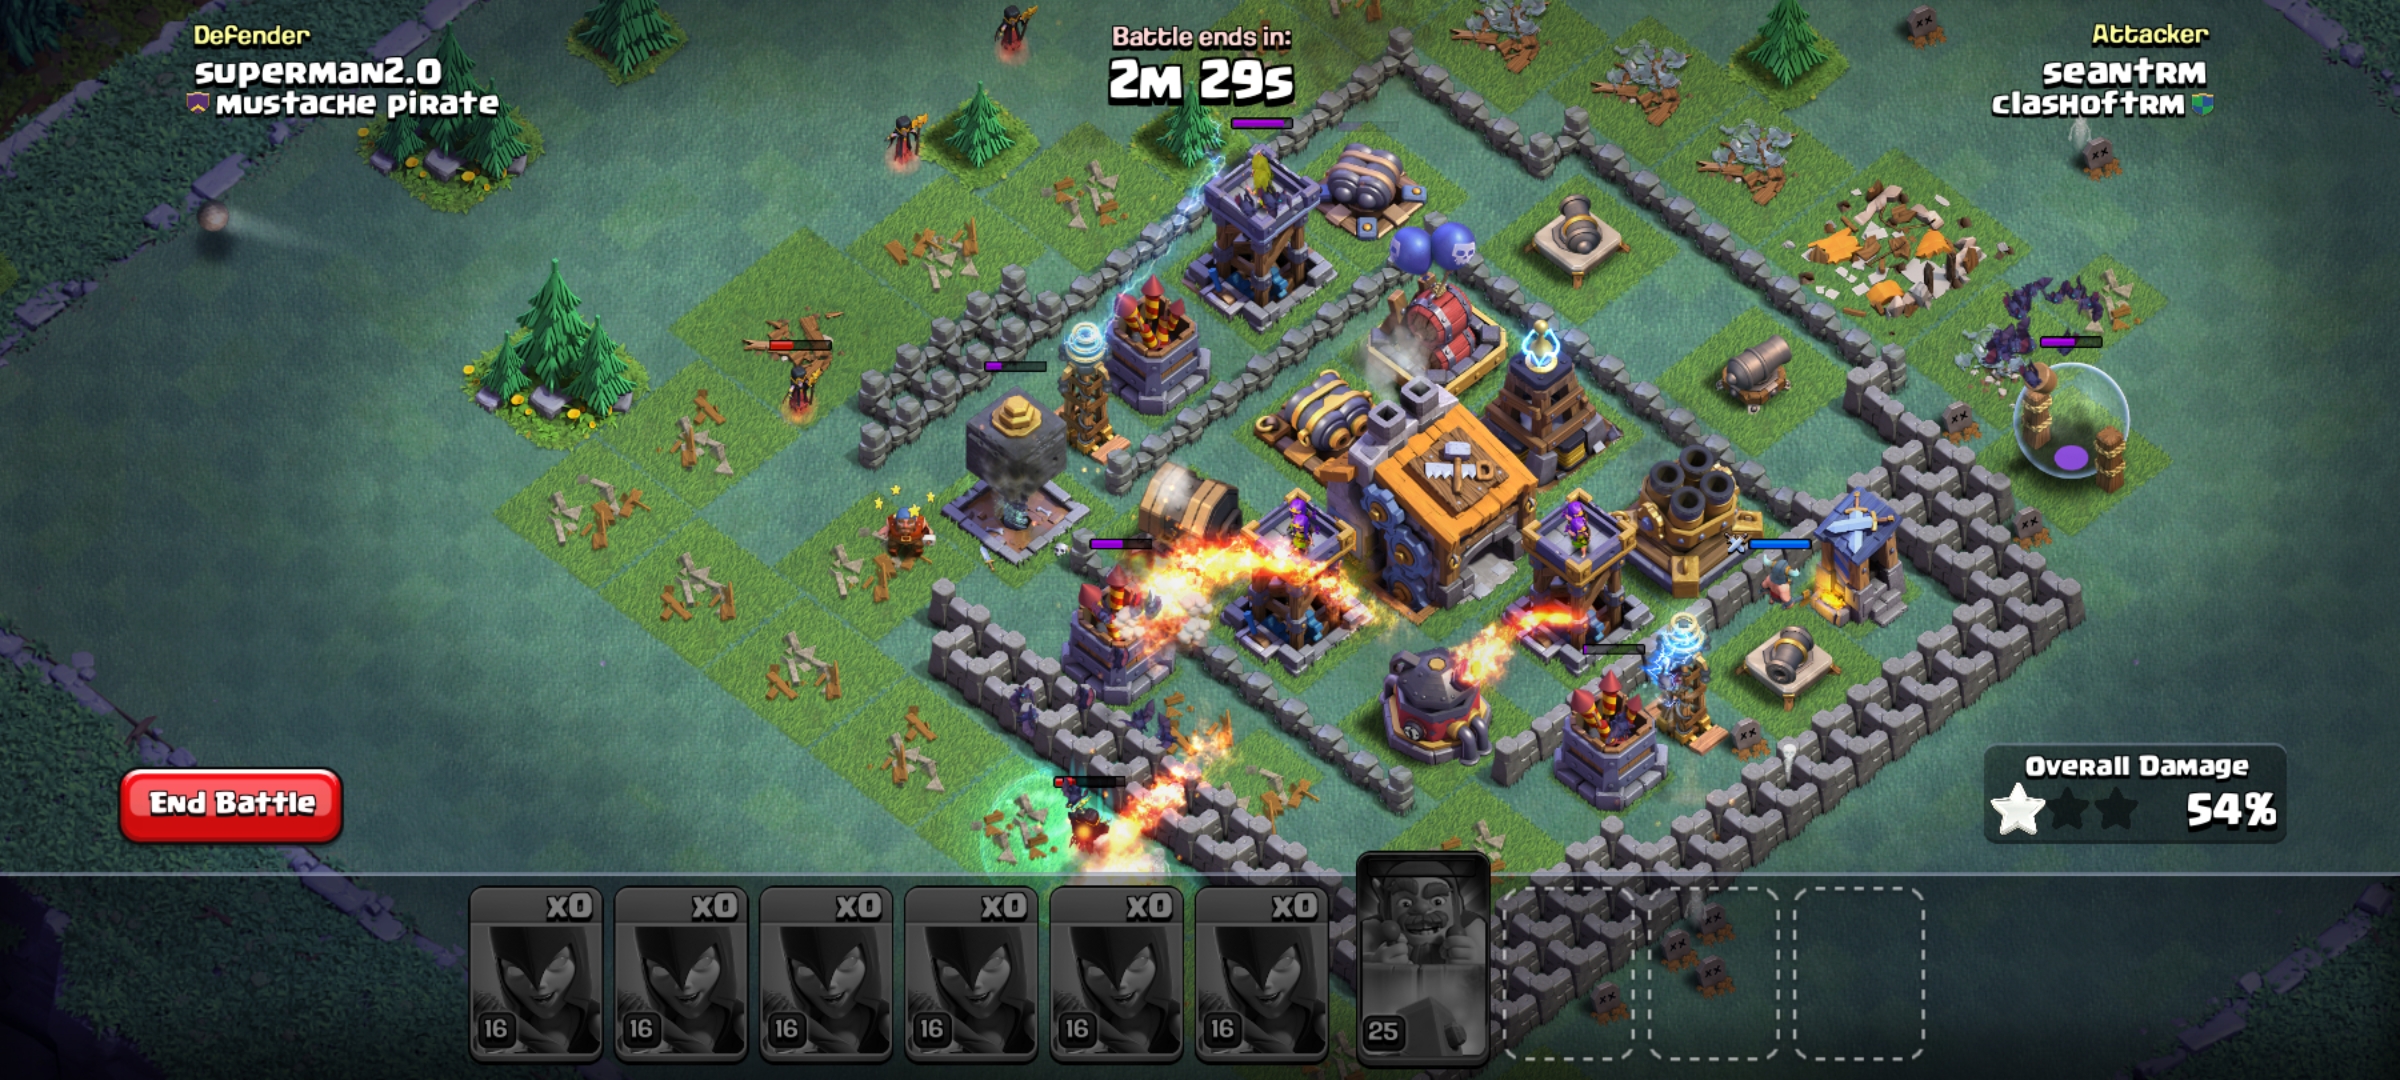 Defender
superman2.0
Mustache Pirate
Battle ends in:
2M 29s
Attacker
seantRM
clashoftRM
End Battle
Overall Damage
54%
x0
x0
x0
x0
x0
x0
16
16
16
16
16
16
25